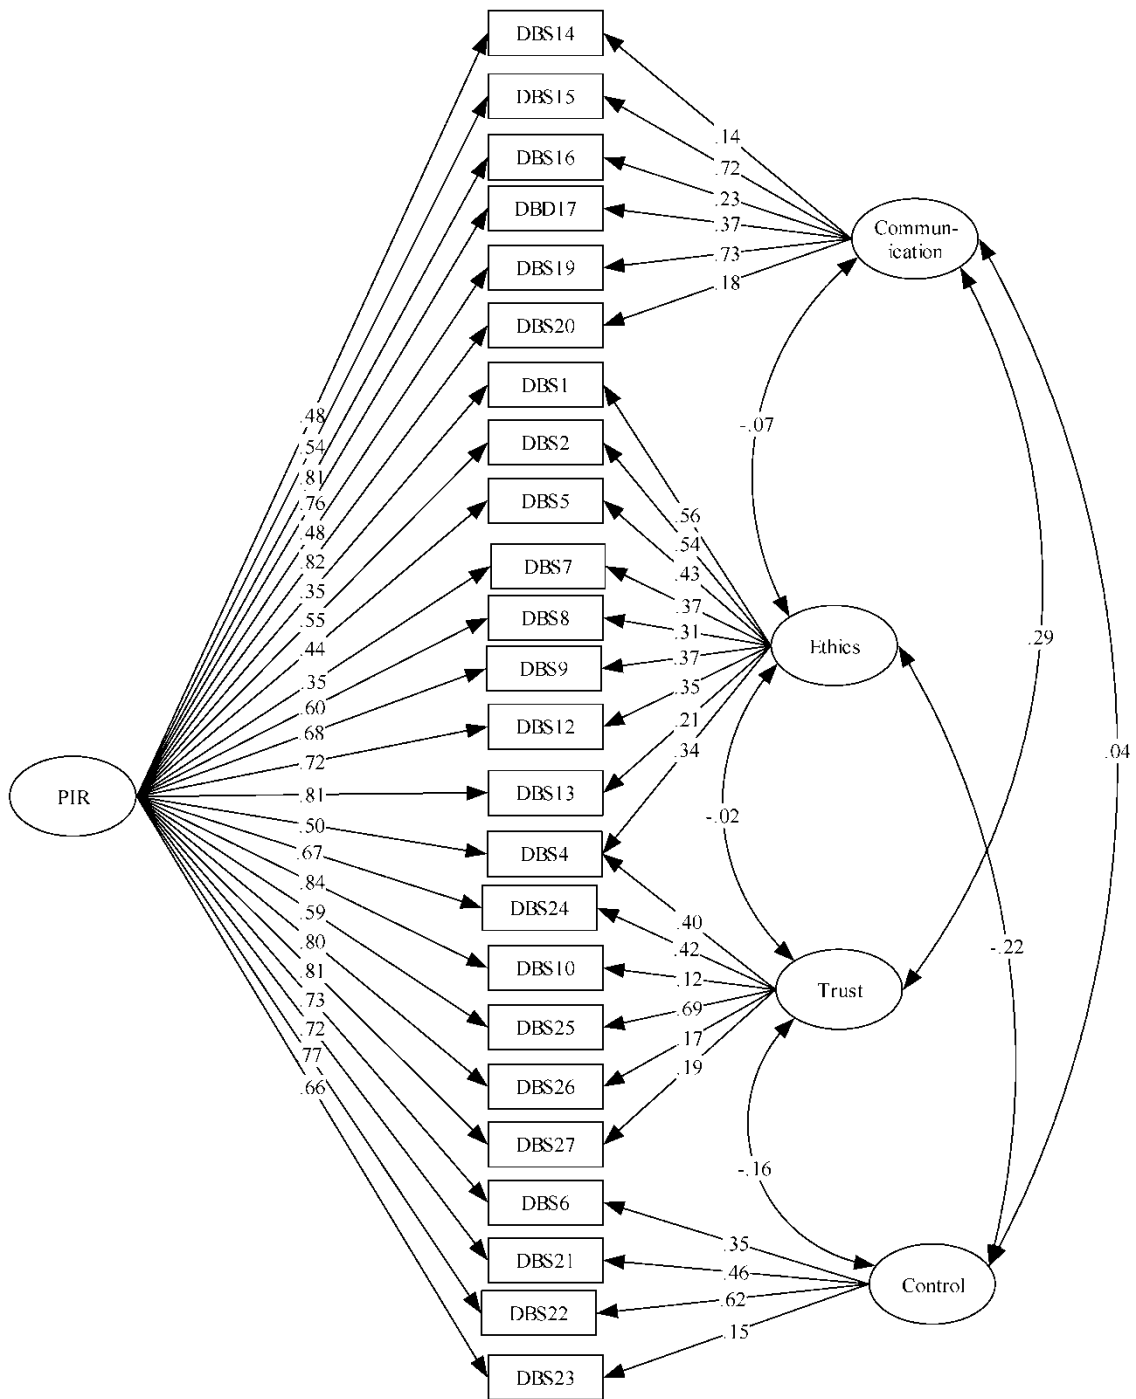 DBS14
DBS15
DBS16
DBD17
DBS19
DBS20
DBS1
DBS2
DBS5
DBS7
DBS8
DBS9
DBS12
DBS13
DBS4
DBS24
DBS10
DBS25
DBS26
DBS27
DBS6
DBS21
DBS22
DBS23
PIR
.48
.54
.81
.76
.48
.82
.35
.55
.44
.35
.60
.68
.72
.81
.50
.67
.84
.59
.80
.81
.73
.72
.77
.66
.14
.72
.23
.37
.73
.18
Commun-
ication
-.07
.56
.54
.43
.37
.31
.37
.35
.21
.34
Ethics
.29
.04
-.02
.40
.42
.12
.69
.17
.19
Trust
-.22
-.16
.35
.46
.62
.15
Control